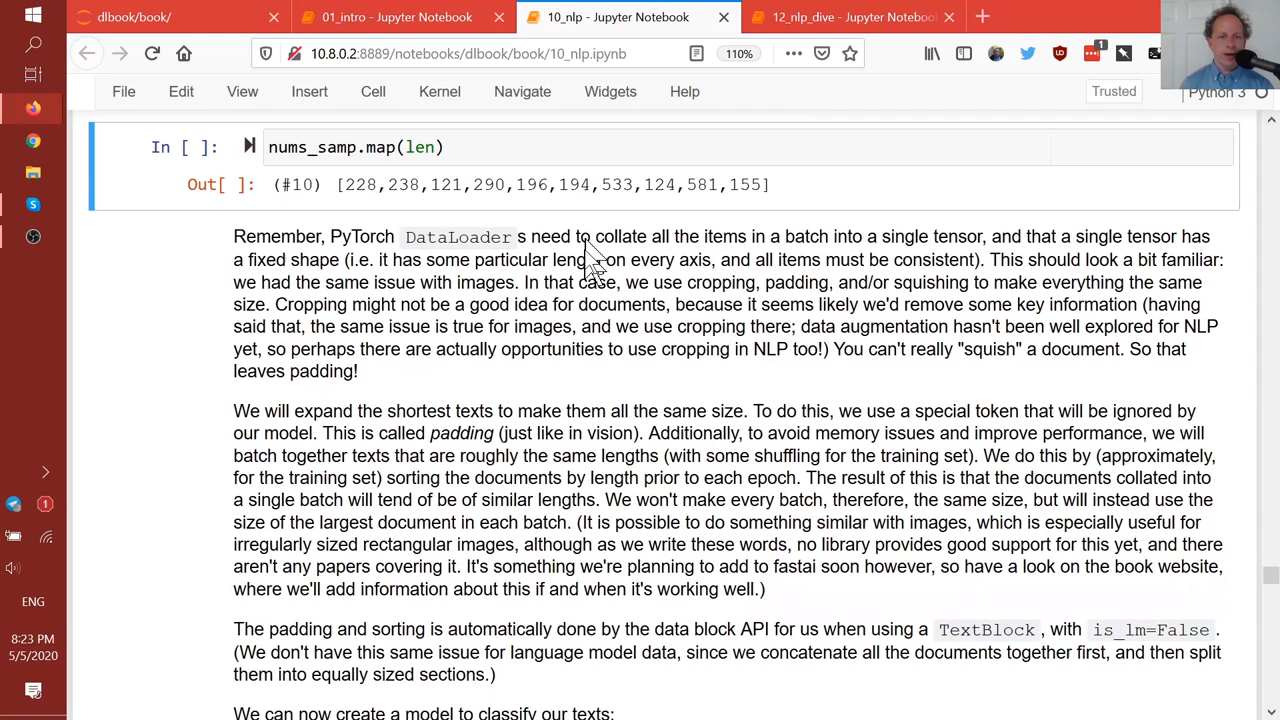 dlbook/book/
01_intro - Jupyter Notebook
10_nlp - Jupyter Notebook
12_nlp_dive - Jupyter Notebook
10.8.0.2:8889/notebooks/dlbook/book/10_nlp.ipynb
110%
1
File Edit View Insert Cell Kernel Navigate Widgets Help
Trusted
Python 3
In [ ]: nums_samp.map(len)
Out[ ]: (#10) [228,238,121,290,196,194,533,124,581,155]
Remember, PyTorch DataLoader s need to collate all the items in a batch into a single tensor, and that a single tensor has
a fixed shape (i.e. it has some particular length on every axis, and all items must be consistent). This should look a bit familiar:
we had the same issue with images. In that case, we use cropping, padding, and/or squishing to make everything the same
size. Cropping might not be a good idea for documents, because it seems likely we'd remove some key information (having
said that, the same issue is true for images, and we use cropping there; data augmentation hasn't been well explored for NLP
yet, so perhaps there are actually opportunities to use cropping in NLP too!) You can't really "squish" a document. So that
leaves padding!
We will expand the shortest texts to make them all the same size. To do this, we use a special token that will be ignored by
our model. This is called padding (just like in vision). Additionally, to avoid memory issues and improve performance, we will
batch together texts that are roughly the same lengths (with some shuffling for the training set). We do this by (approximately,
for the training set) sorting the documents by length prior to each epoch. The result of this is that the documents collated into
a single batch will tend of be of similar lengths. We won't make every batch, therefore, the same size, but will instead use the
size of the largest document in each batch. (It is possible to do something similar with images, which is especially useful for
irregularly sized rectangular images, although as we write these words, no library provides good support for this yet, and there
aren't any papers covering it. It's something we're planning to add to fastai soon however, so have a look on the book website,
where we'll add information about this if and when it's working well.)
The padding and sorting is automatically done by the data block API for us when using a TextBlock , with is_lm=False .
(We don't have this same issue for language model data, since we concatenate all the documents together first, and then split
them into equally sized sections.)
We can now create a model to classify our texts:
1
ENG
8:23 PM
5/5/2020